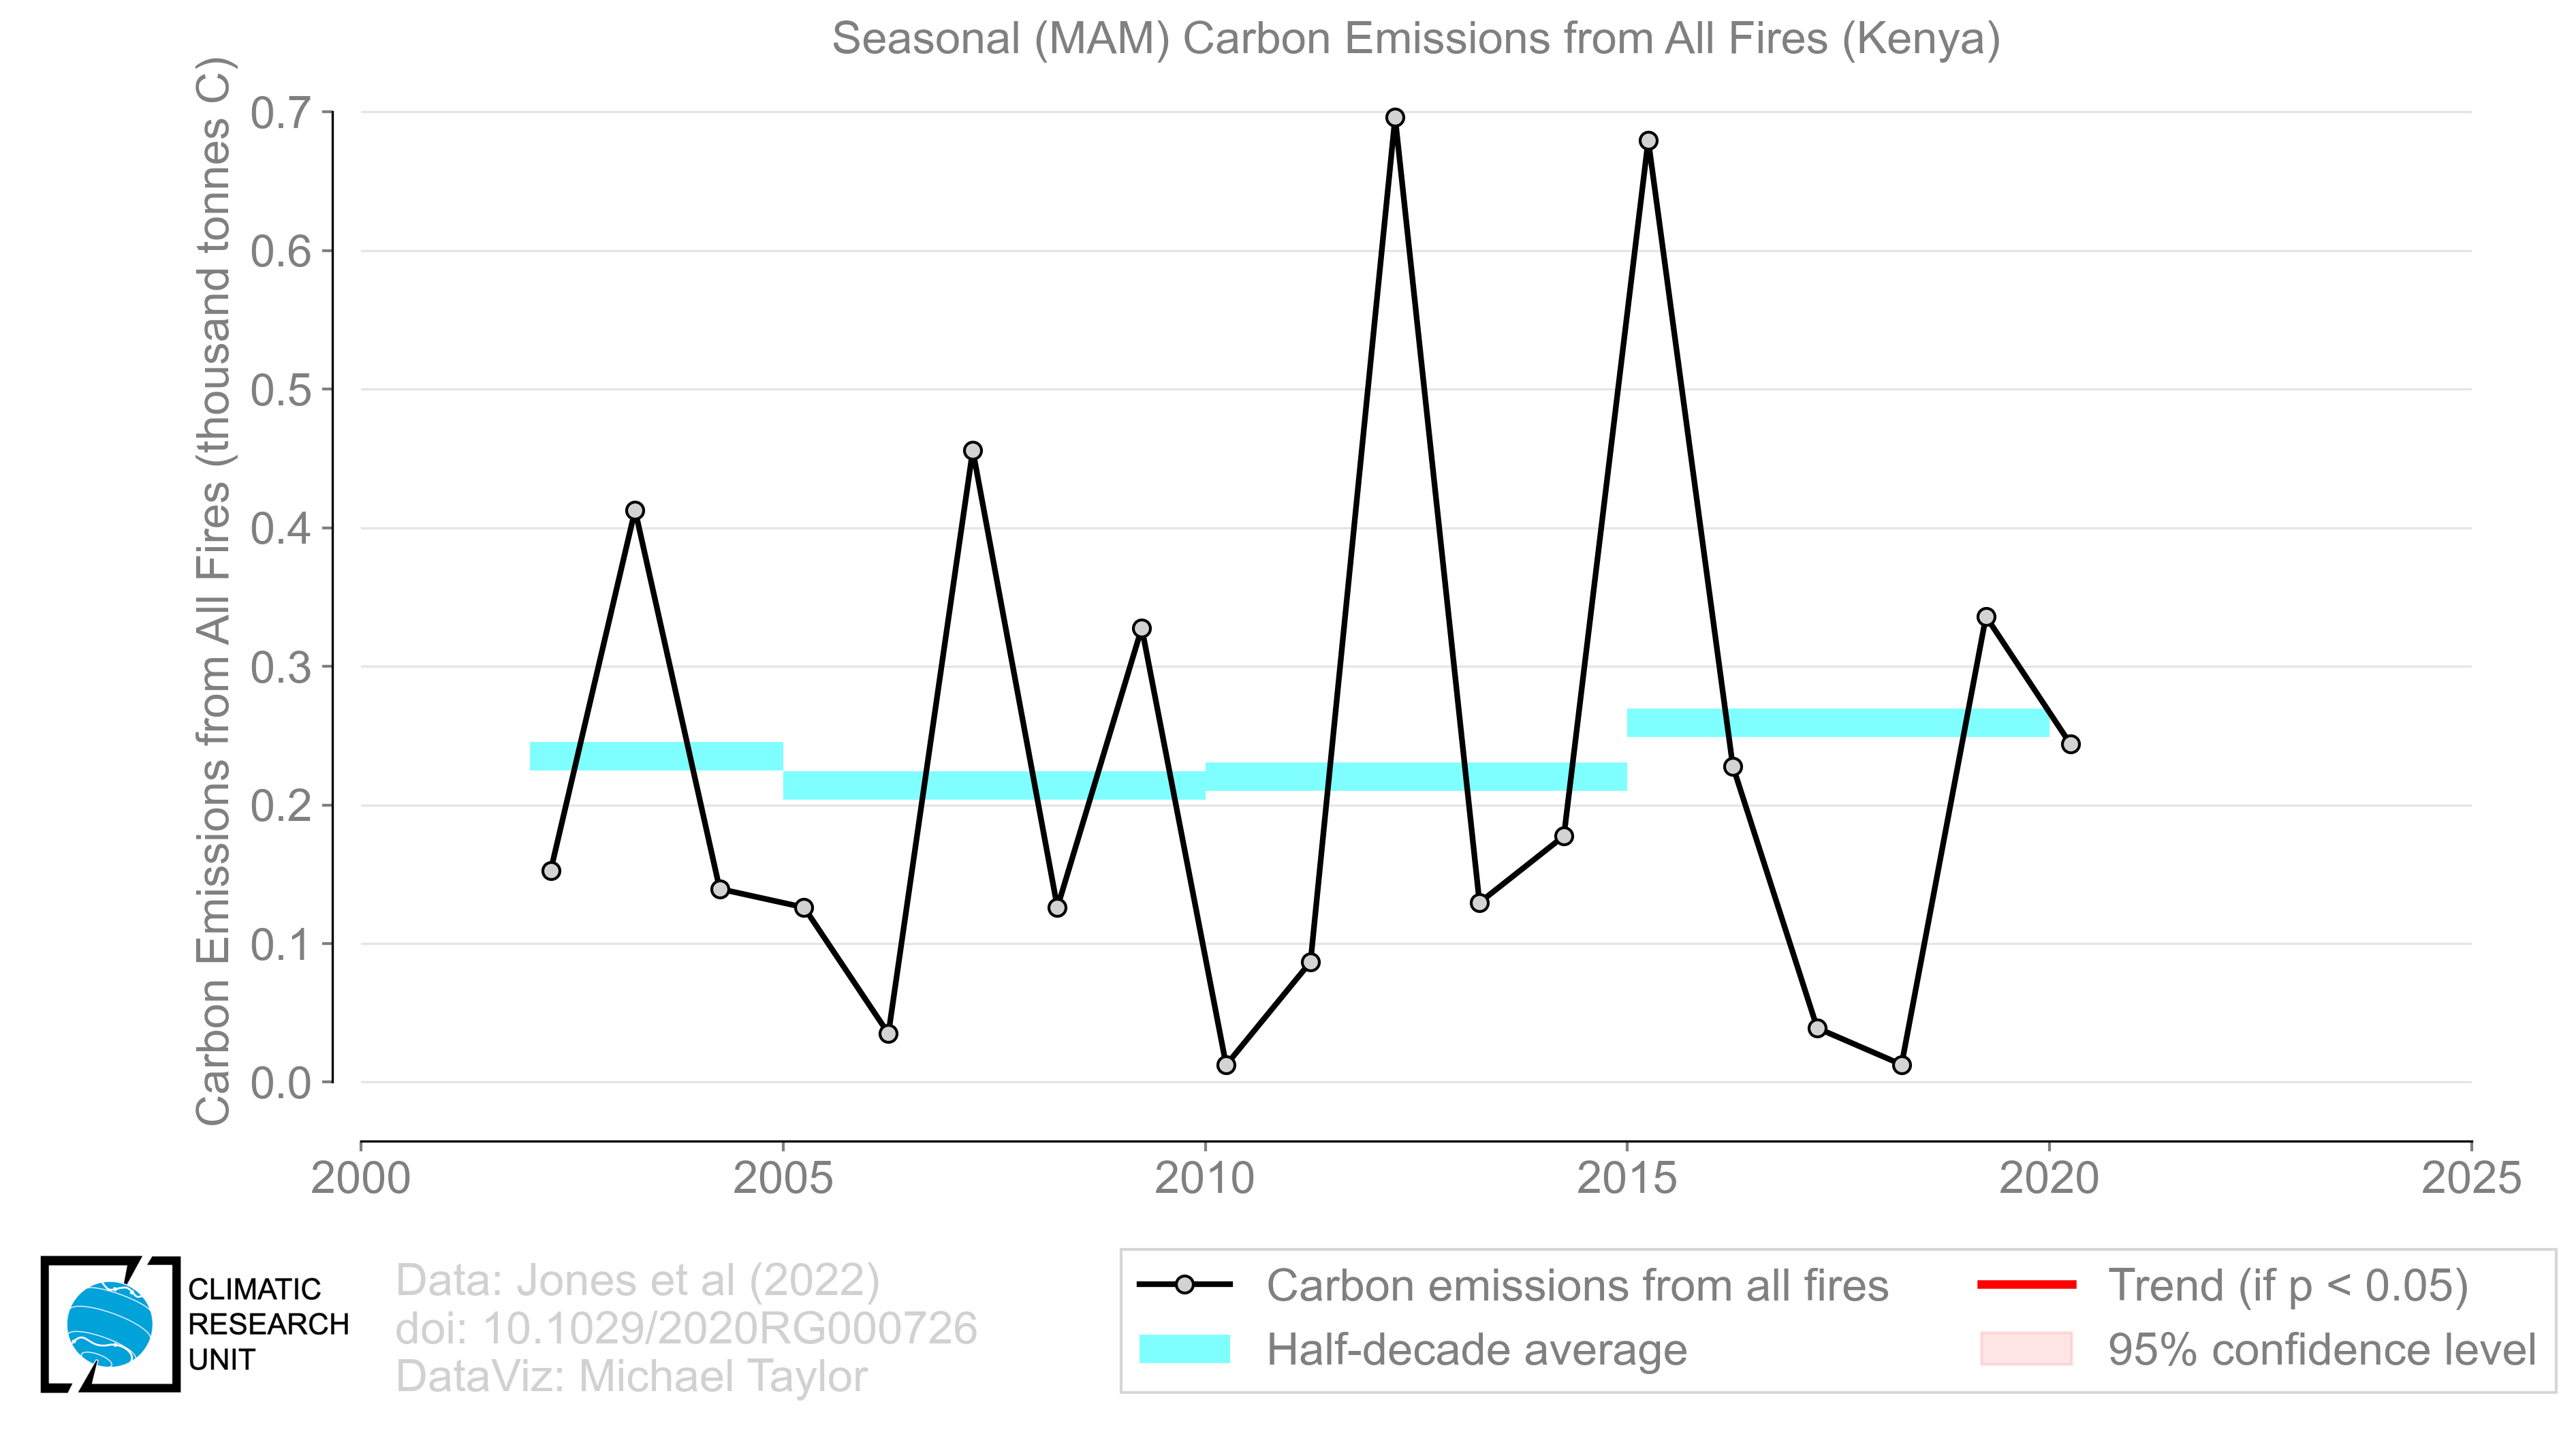 Seasonal (MAM) Carbon Emissions from All Fires (Kenya)
Carbon Emissions from All Fires (thousand tonnes C)
0.7
0.6
0.5
0.4
0.3
0.2
0.1
0.0
2000
2005
2010
2015
2020
2025
CLIMATIC
RESEARCH
UNIT
Data: Jones et al (2022)
doi: 10.1029/2020RG000726
DataViz: Michael Taylor
Carbon emissions from all fires
Half-decade average
Trend (if p < 0.05)
95% confidence level